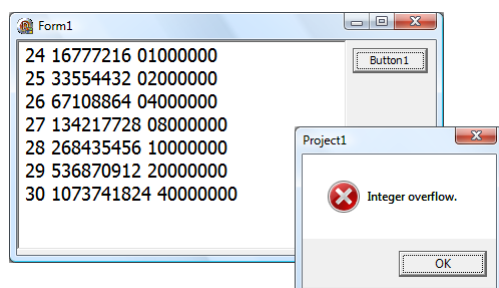 Form1
24 16777216 01000000
25 33554432 02000000
26 67108864 04000000
27 134217728 08000000
28 268435456 10000000
29 536870912 20000000
30 1073741824 40000000
Button1
Project1
Integer overflow.
OK